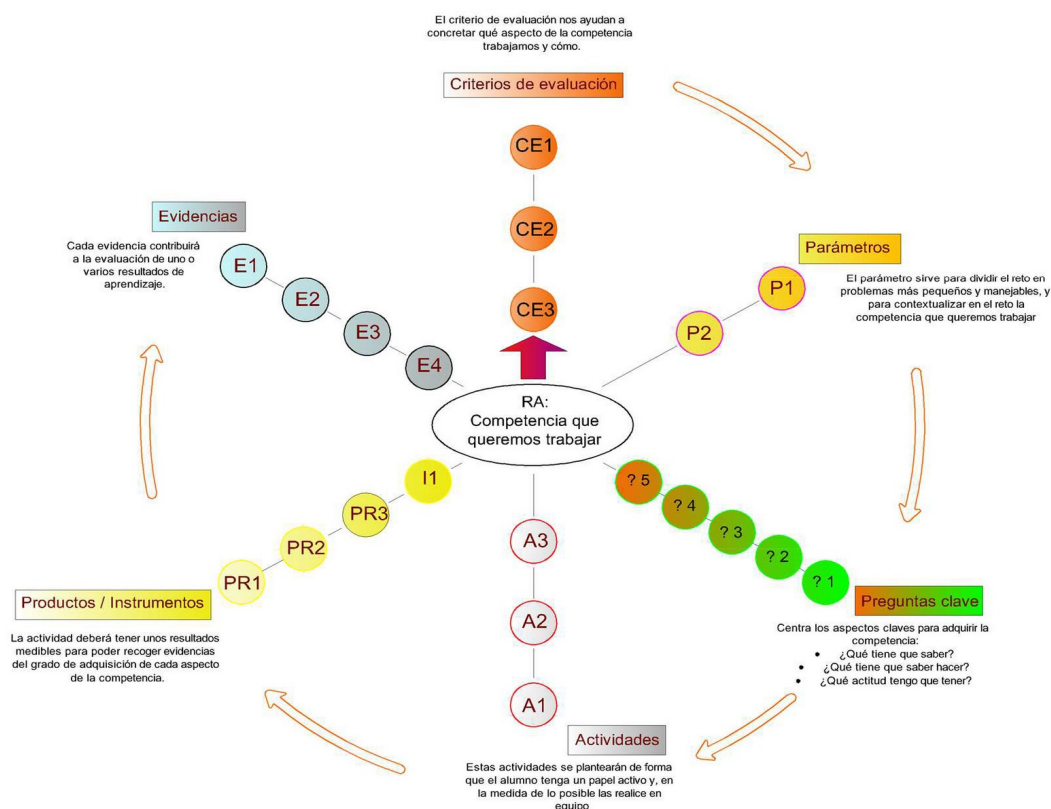 El criterio de evaluación nos ayudan a
concretar qué aspecto de la competencia
trabajamos y cómo.
Criterios de evaluación
CE1
CE2
CE3
Evidencias
Cada evidencia contribuirá
a la evaluación de uno o
varios resultados de
aprendizaje.
E1
E2
E3
E4
Parámetros
El parámetro sirve para dividir el reto en
problemas más pequeños y manejables, y
para contextualizar en el reto la
competencia que queremos trabajar
P1
P2
RA:
Competencia que
queremos trabajar
? 5
? 4
? 3
? 2
? 1
Preguntas clave
Centra los aspectos claves para adquirir la
competencia:
• ¿Qué tiene que saber?
• ¿Qué tiene que saber hacer?
• ¿Qué actitud tengo que tener?
I1
PR3
PR2
PR1
Productos / Instrumentos
La actividad deberá tener unos resultados
medibles para poder recoger evidencias
del grado de adquisición de cada aspecto
de la competencia.
A3
A2
A1
Actividades
Estas actividades se plantearán de forma
que el alumno tenga un papel activo y, en
la medida de lo posible las realice en
equipo